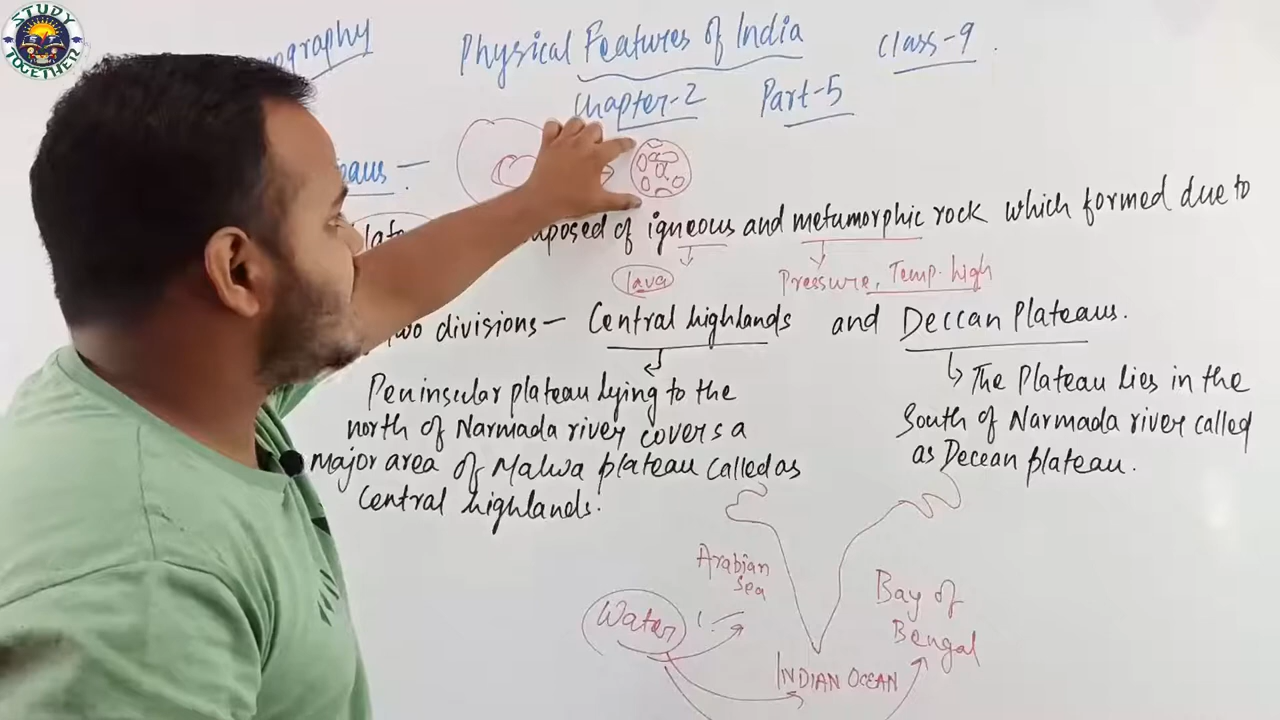 STUDY TOGETHER
Physical Features of India Class-9.
Chapter-2 Part-5
of igneous and metamorphic rock which formed due to
lava Pressure, Temp. high
two divisions — Central highlands and Deccan Plateaus.
Peninsular plateau lying to the
north of Narmada river covers a
major area of Malwa plateau called as
Central highlands.
The Plateau lies in the
South of Narmada river called
as Deccan plateau.
Arabian
Sea
Bay of
Bengal
Water
INDIAN OCEAN